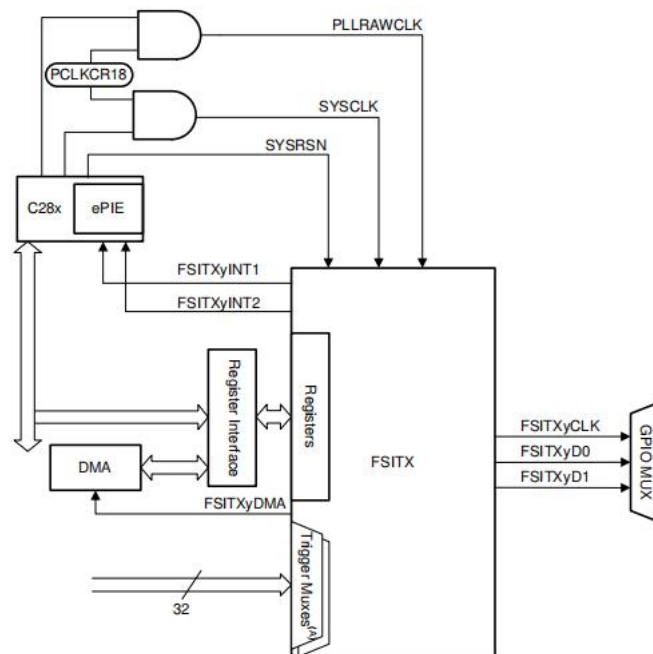 PLLRAWCLK
PCLKCR18
SYSCLK
SYSRSN
C28x
ePIE
FSITXyINT1
FSITXyINT2
Register Interface
Registers
FSITX
FSITXyCLK
FSITXyD0
FSITXyD1
GPIO MUX
DMA
FSITXyDMA
Trigger Muxes(A)
32